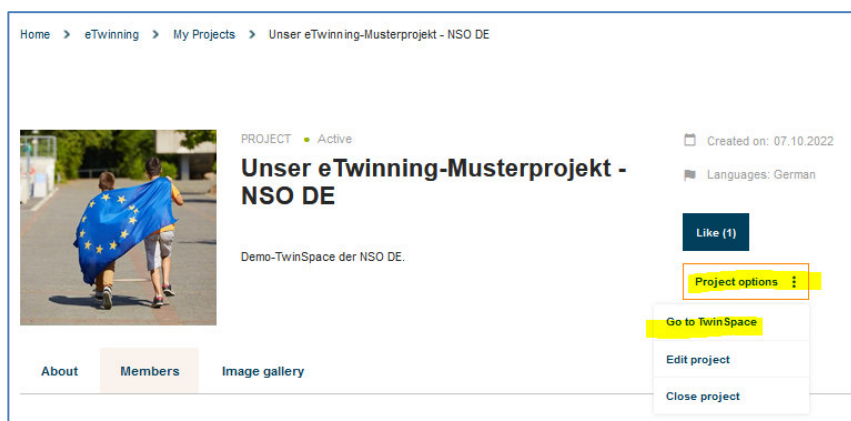 Home > eTwinning > My Projects > Unser eTwinning-Musterprojekt - NSO DE
PROJECT • Active
Unser eTwinning-Musterprojekt -
NSO DE
Demo-TwinSpace der NSO DE.
Created on: 07.10.2022
Languages: German
Like (1)
Project options
Go to TwinSpace
Edit project
Close project
About
Members
Image gallery